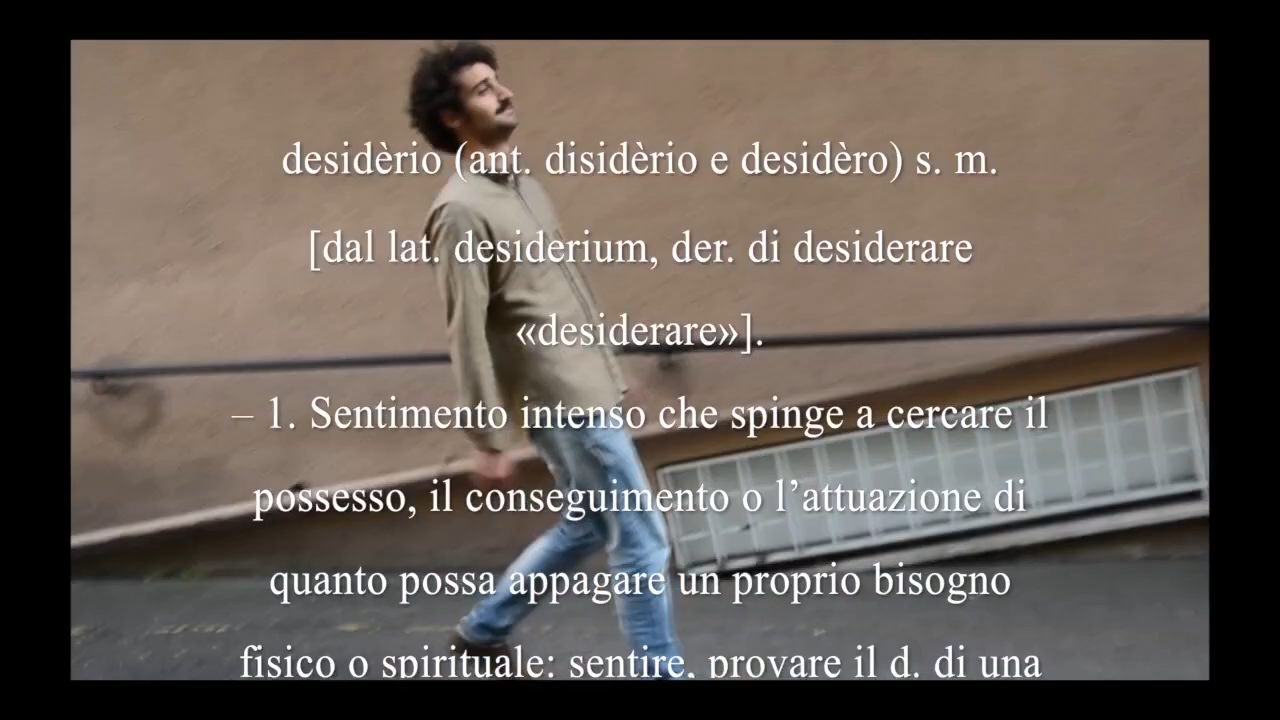 desidèrio (ant. disidèrio e desidèro) s. m.
[dal lat. desiderium, der. di desiderare
«desiderare»].
– 1. Sentimento intenso che spinge a cercare il
possesso, il conseguimento o l’attuazione di
quanto possa appagare un proprio bisogno
fisico o spirituale: sentire, provare il d. di una